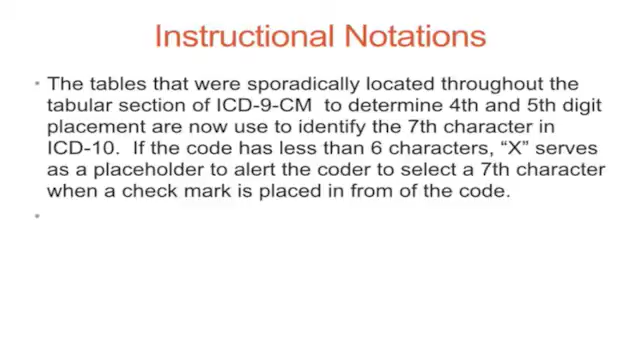 Instructional Notations
• The tables that were sporadically located throughout the
tabular section of ICD-9-CM to determine 4th and 5th digit
placement are now use to identify the 7th character in
ICD-10. If the code has less than 6 characters, “X” serves
as a placeholder to alert the coder to select a 7th character
when a check mark is placed in from of the code.
•